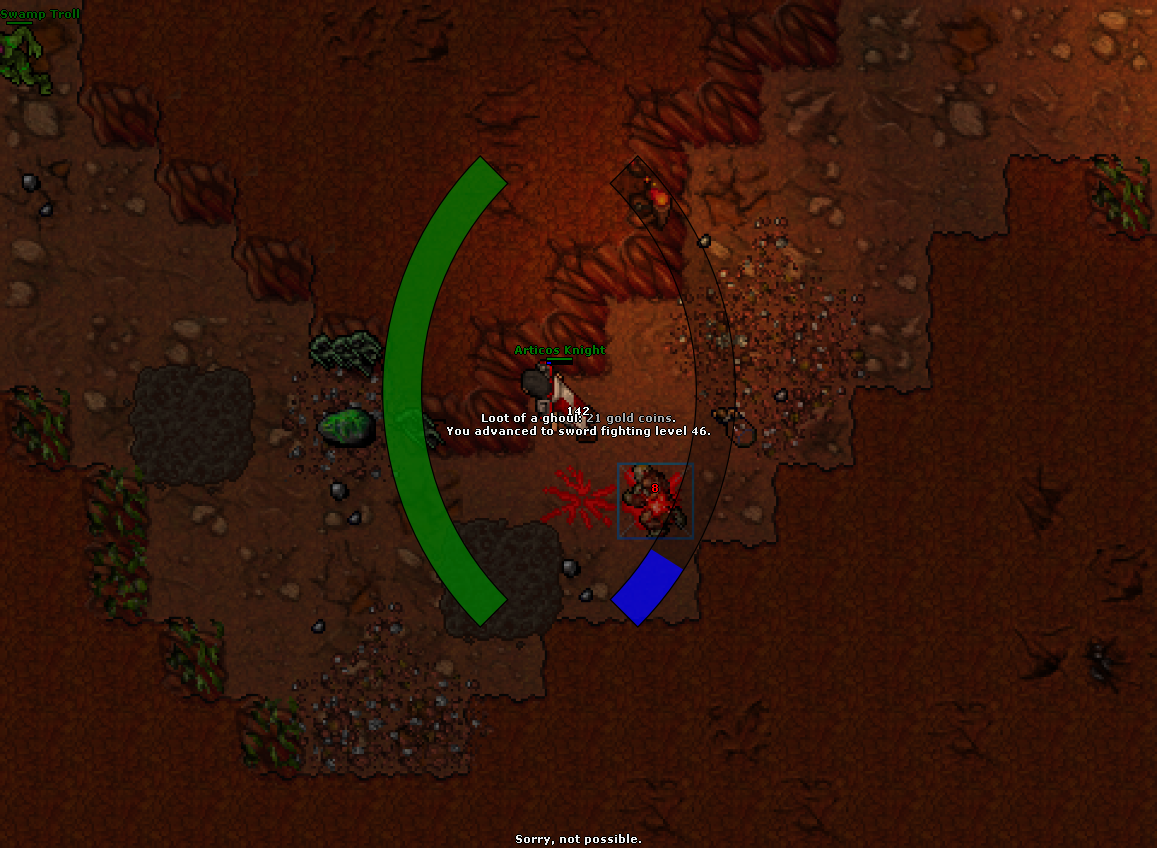 Swamp Troll
Articos Knight
142
Loot of a ghoul: 21 gold coins.
You advanced to sword fighting level 46.
8
Sorry, not possible.